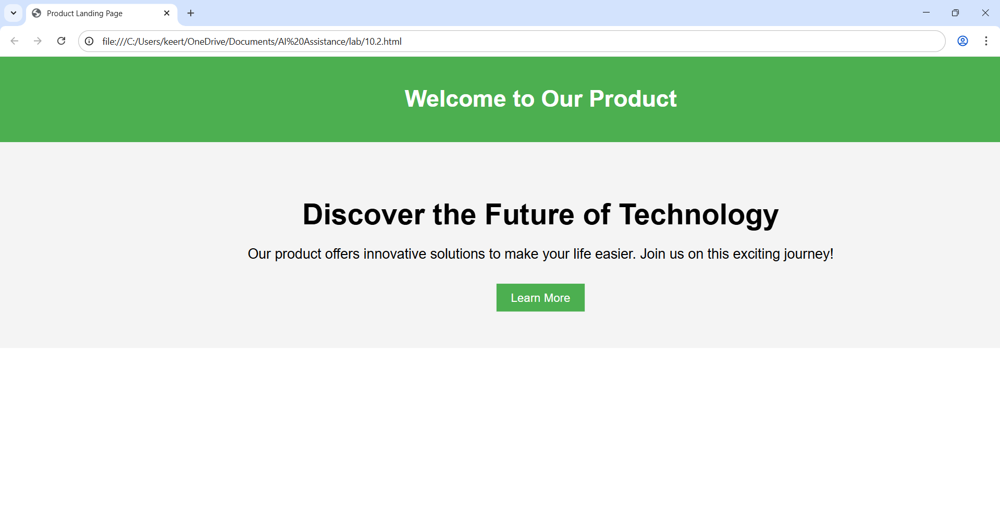 Product Landing Page
file:///C:/Users/keert/OneDrive/Documents/AI%20Assistance/lab/10.2.html
Welcome to Our Product
Discover the Future of Technology
Our product offers innovative solutions to make your life easier. Join us on this exciting journey!
Learn More